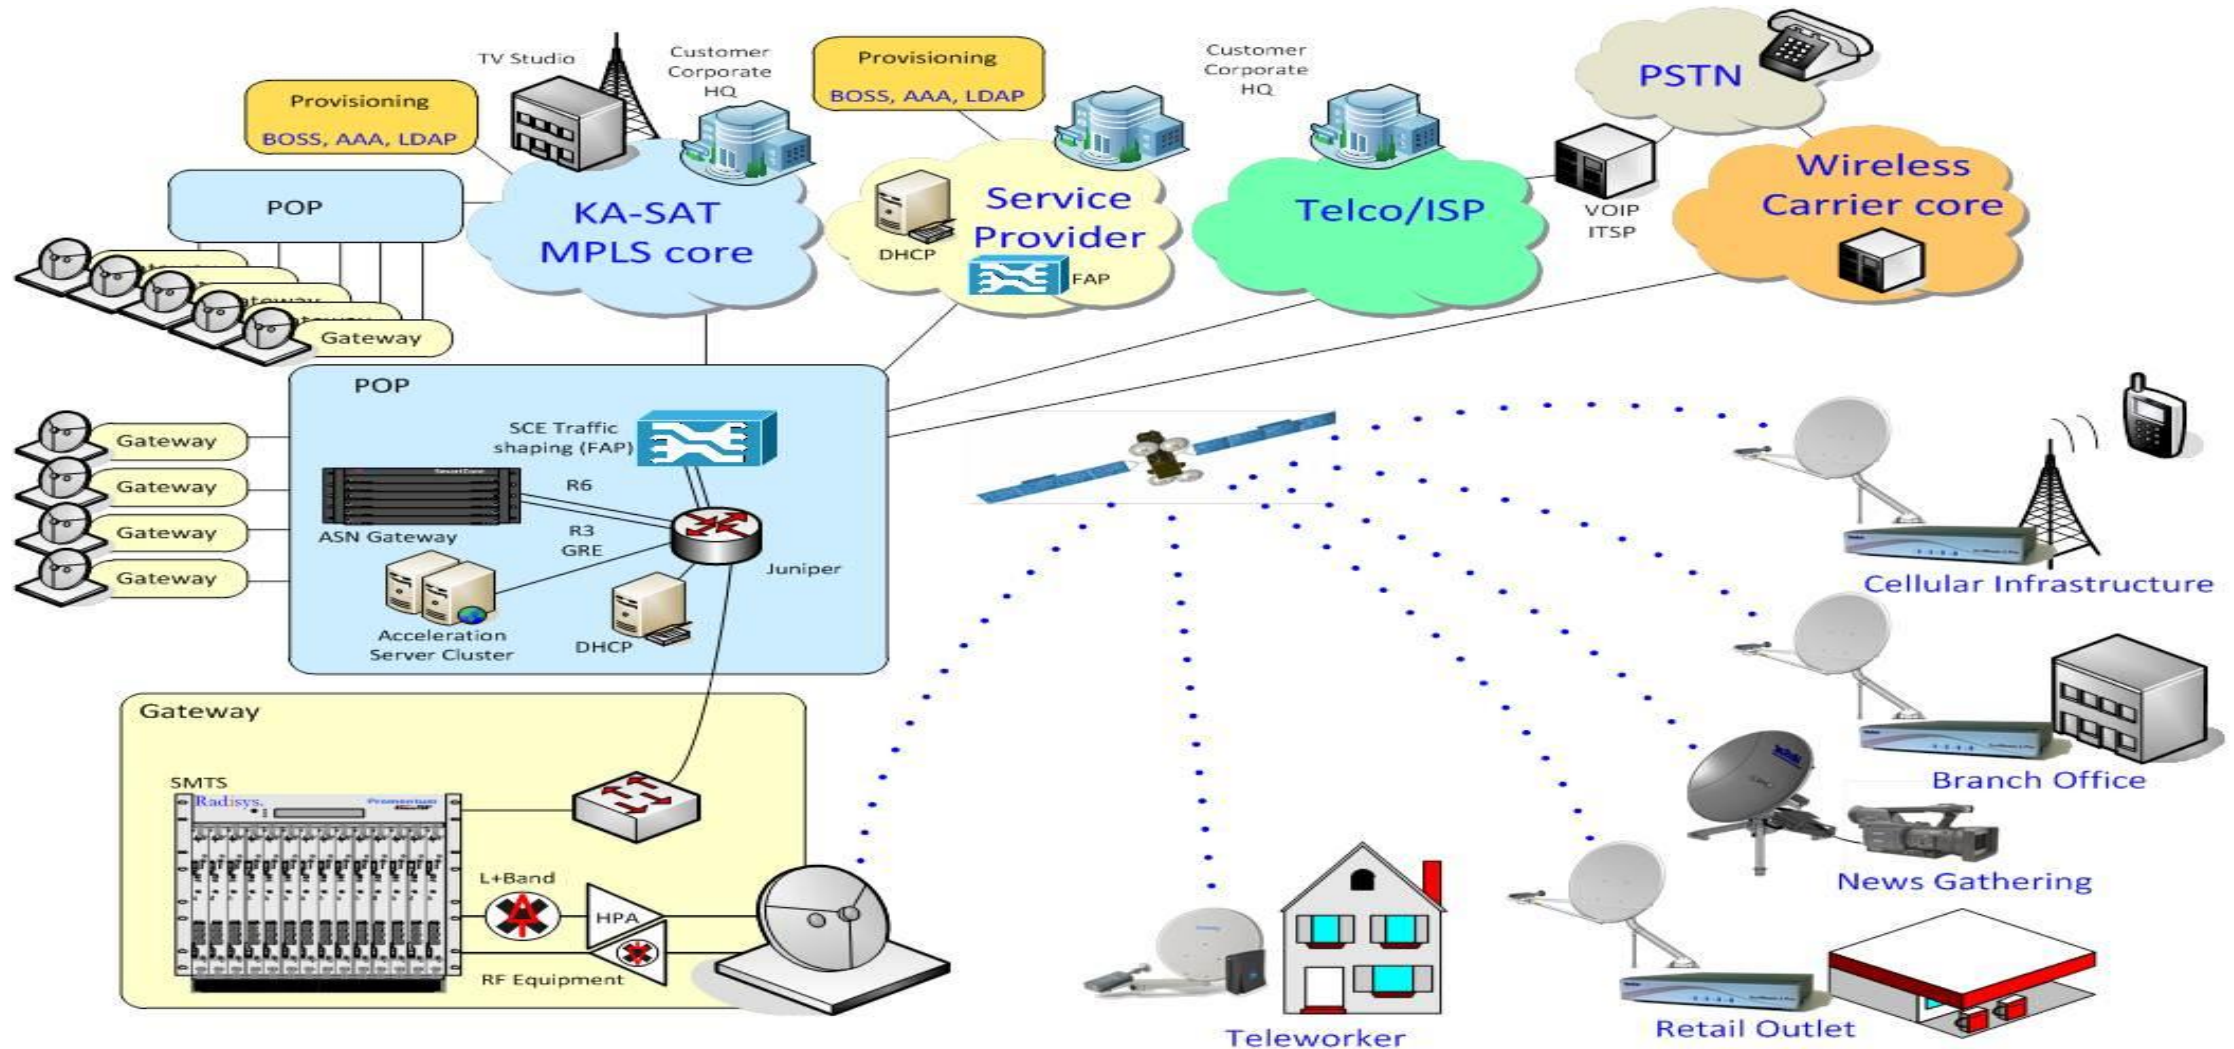 TV Studio
Customer
Corporate
HQ
Provisioning
BOSS, AAA, LDAP
Customer
Corporate
HQ
PSTN
Provisioning
BOSS, AAA, LDAP
POP
KA-SAT
MPLS core
DHCP
Service
Provider
FAP
Telco/ISP
VOIP
ITSP
Wireless
Carrier core
Gateway
POP
SCE Traffic
shaping (FAP)
Gateway
Gateway
Gateway
Gateway
R6
R3
GRE
ASN Gateway
Juniper
Acceleration
Server Cluster
DHCP
Cellular Infrastructure
Branch Office
News Gathering
Gateway
SMTS
Radisys.
Promentum
L+Band
HPA
RF Equipment
Teleworker
Retail Outlet